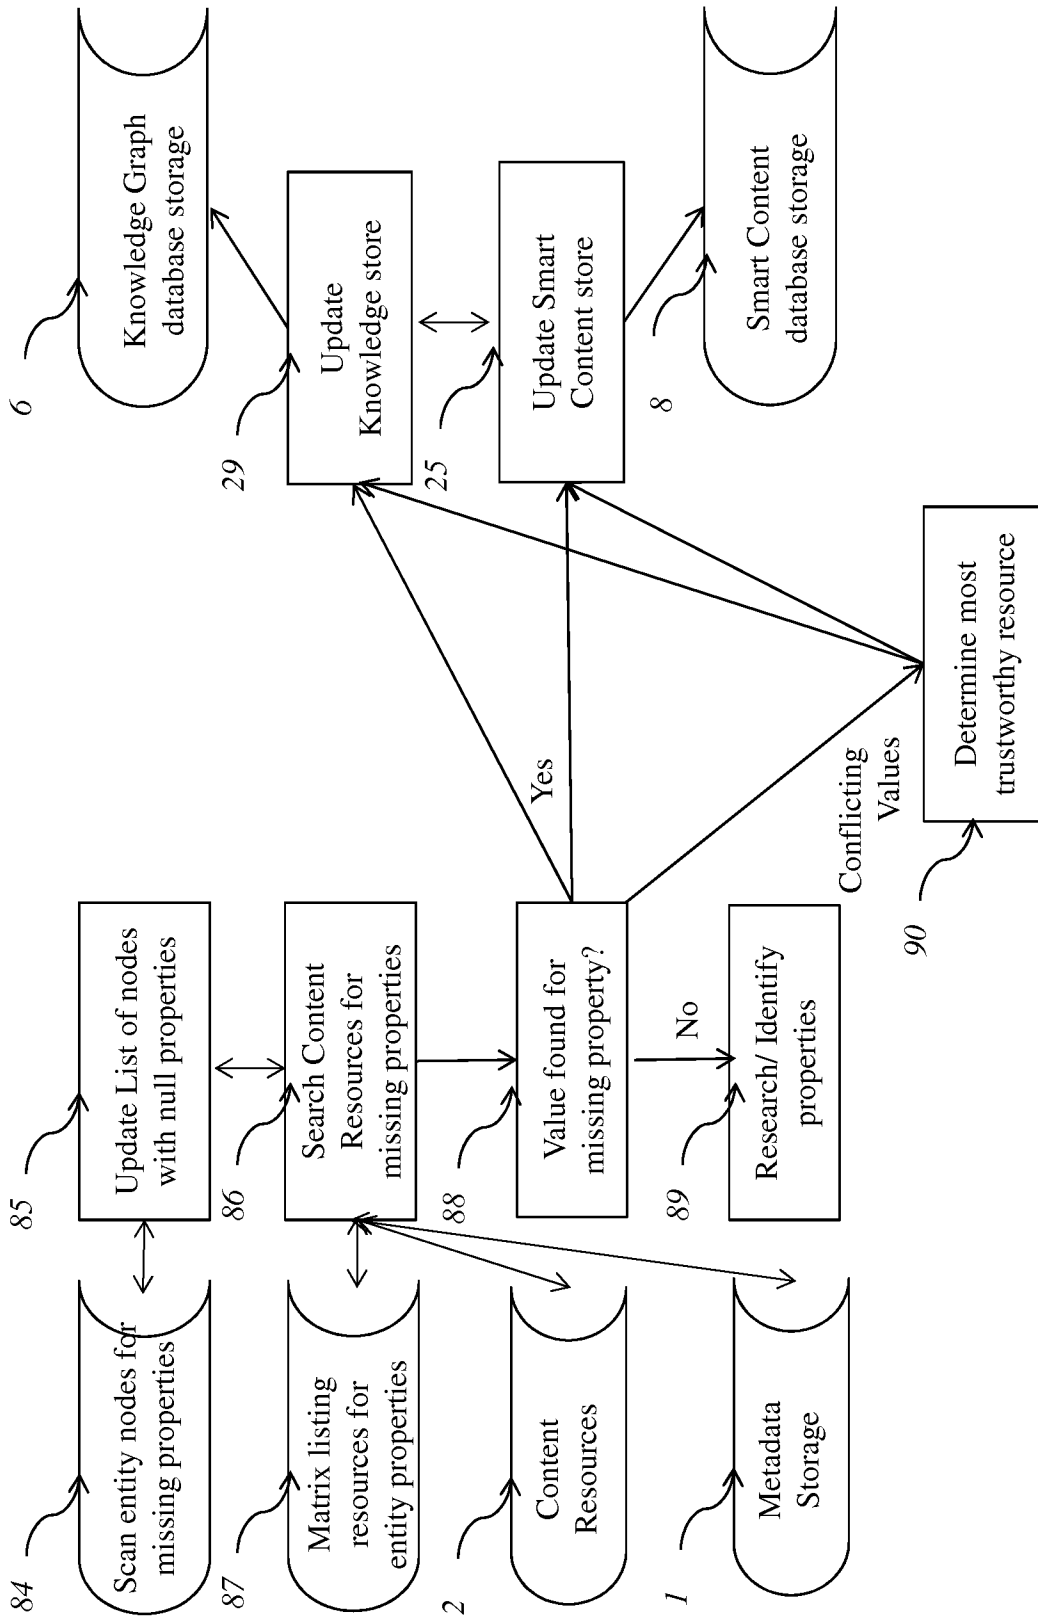 84
Scan entity nodes for
missing properties
85
Update List of nodes
with null properties
6
Knowledge Graph
database storage
87
Matrix listing
resources for
entity properties
86
Search Content
Resources for
missing properties
29
Update
Knowledge store
2
Content
Resources
88
Value found for
missing property?
Yes
25
Update Smart
Content store
1
Metadata
Storage
89
No
Research/ Identify
properties
8
Smart Content
database storage
Conflicting
Values
90
Determine most
trustworthy resource